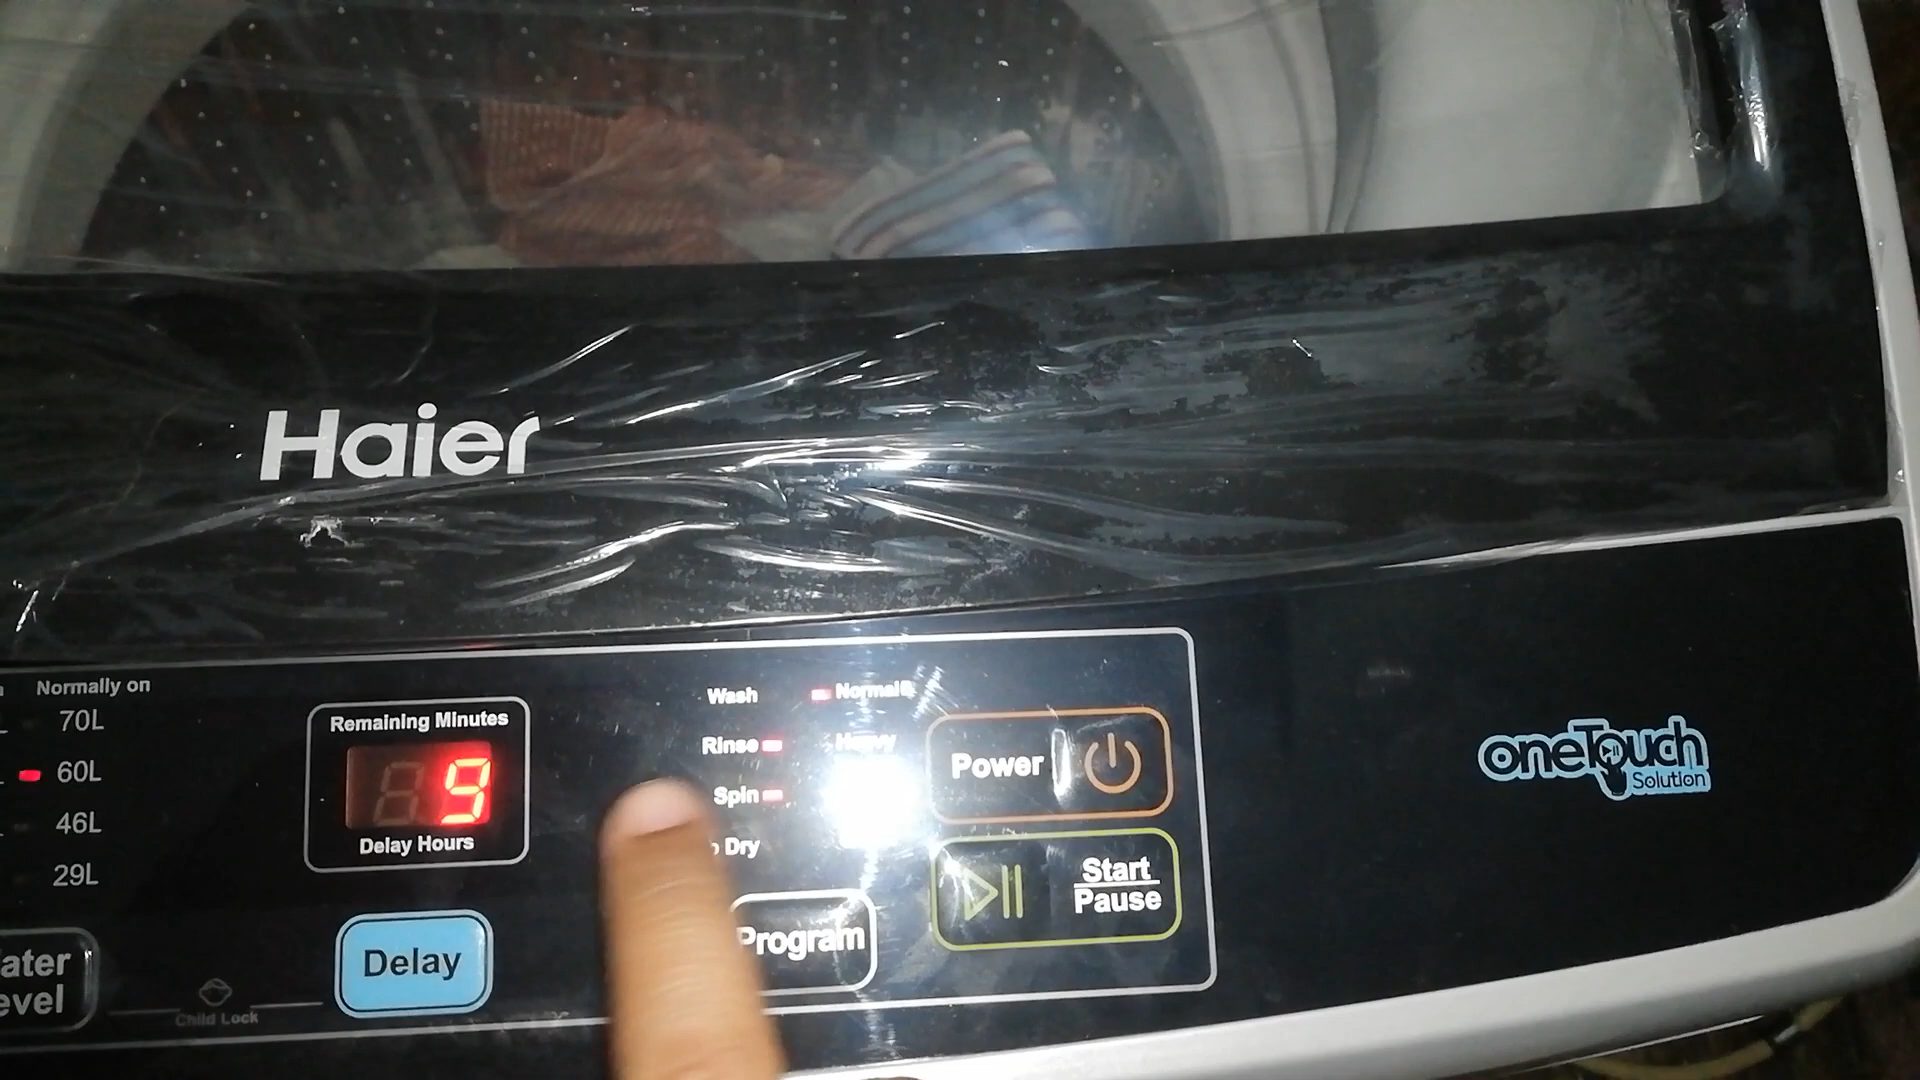 Haier
Normally on
70L
60L
46L
29L
ater
evel
Child Lock
Remaining Minutes
9
Delay Hours
Delay
Wash
Rinse
Spin
Dry
Normal
Heavy
Program
Power
Start
Pause
oneTouch
Solution